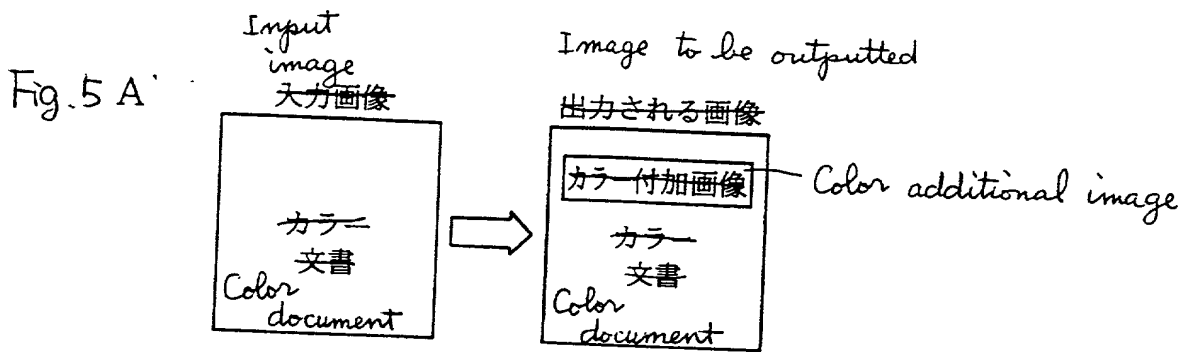 Fig. 5 A
Input
image
入力画像
カラー
文書
Color
document
Image to be outputted
出力される画像
カラー付加画像
Color additional image
カラー
文書
Color
document